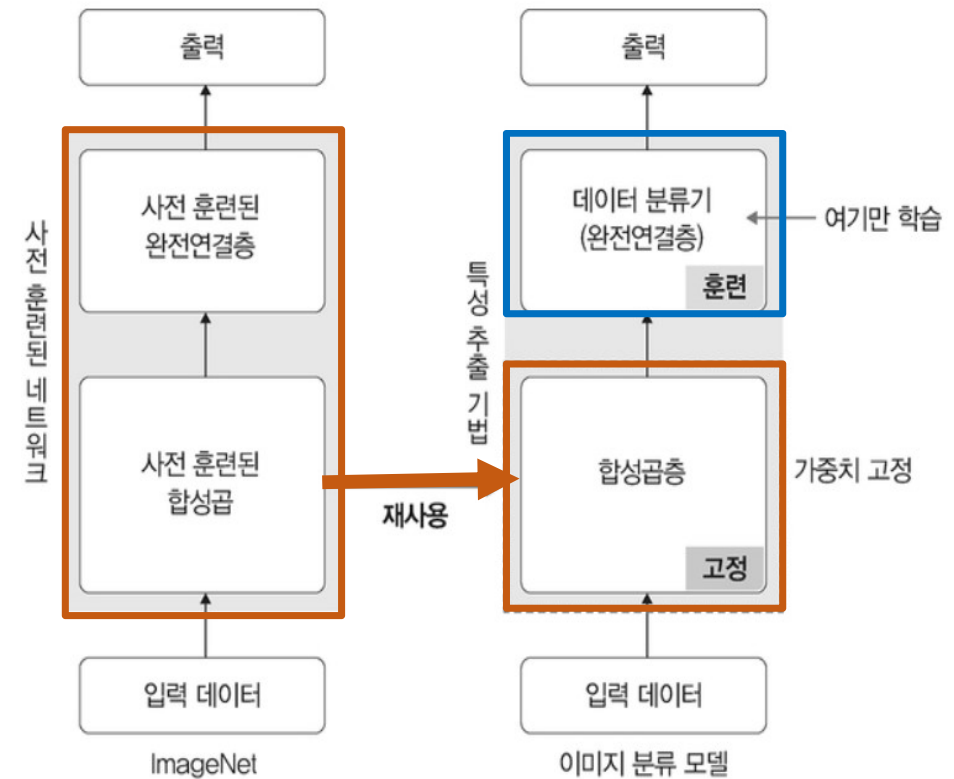 출력
사전 훈련된
완전연결층
사전 훈련된 네트워크
사전 훈련된
합성곱
입력 데이터
ImageNet
재사용
출력
데이터 분류기
(완전연결층)
훈련
여기만 학습
특성 추출 기법
합성곱층
고정
가중치 고정
입력 데이터
이미지 분류 모델